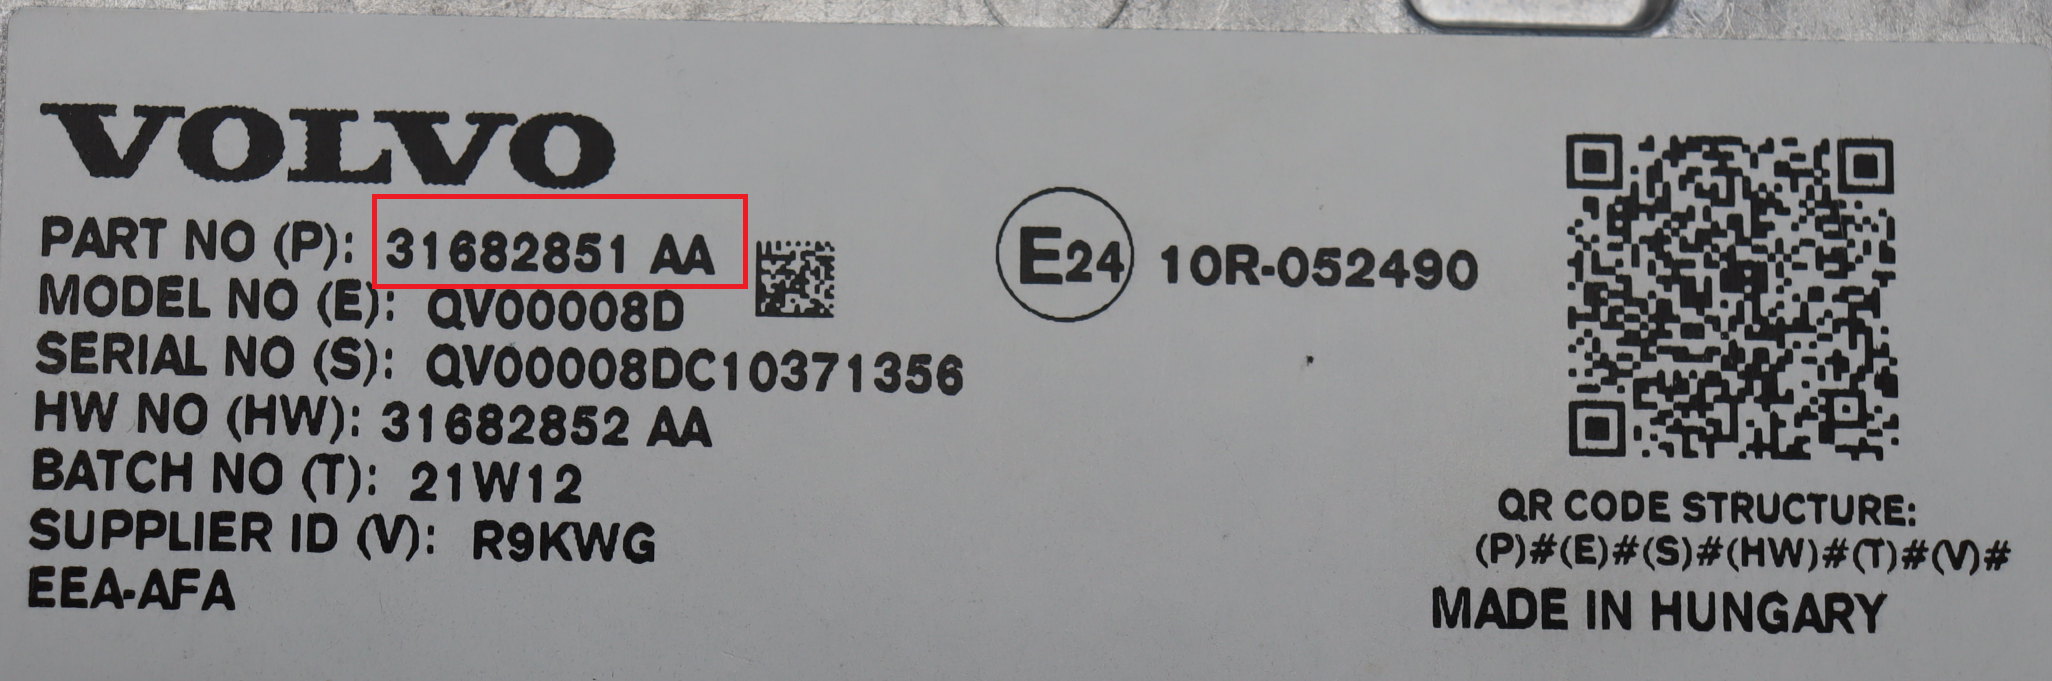 VOLVO
PART NO (P): 31682851 AA
MODEL NO (E): QV00008D
SERIAL NO (S): QV00008DC10371356
HW NO (HW): 31682852 AA
BATCH NO (T): 21W12
SUPPLIER ID (V): R9KWG
EEA-AFA
E24 10R-052490
QR CODE STRUCTURE:
(P)#(E)#(S)#(HW)#(T)#(V)#
MADE IN HUNGARY